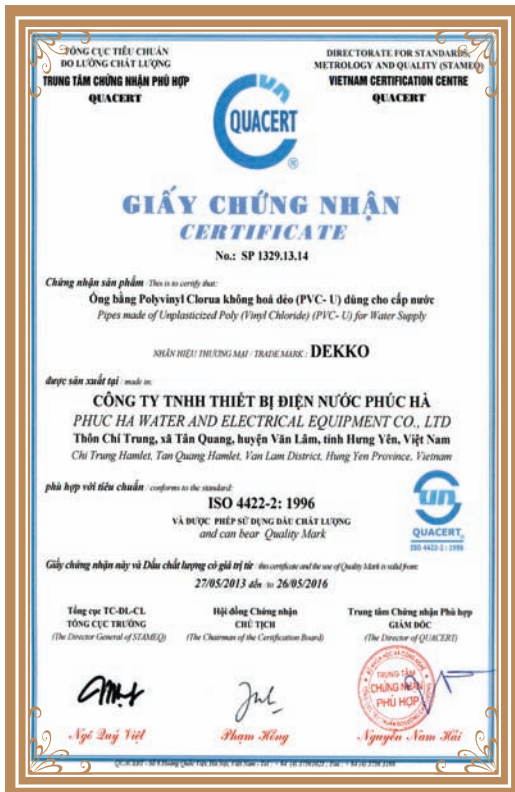 TỔNG CỤC TIÊU CHUẨN
ĐO LƯỜNG CHẤT LƯỢNG
TRUNG TÂM CHỨNG NHẬN PHÙ HỢP
QUACERT
DIRECTORATE FOR STANDARDS,
METROLOGY AND QUALITY (STAMEQ)
VIETNAM CERTIFICATION CENTRE
QUACERT
QUACERT
®
GIẤY CHỨNG NHẬN
CERTIFICATE
No.: SP 1329.13.14
Chứng nhận sản phẩm / This is to certify that:
Ống bằng Polyvinyl Clorua không hoá dẻo (PVC- U) dùng cho cấp nước
Pipes made of Unplasticized Poly (Vinyl Chloride) (PVC- U) for Water Supply
NHÃN HIỆU THƯƠNG MẠI / TRADE MARK : DEKKO
được sản xuất tại / made in:
CÔNG TY TNHH THIẾT BỊ ĐIỆN NƯỚC PHÚC HÀ
PHUC HA WATER AND ELECTRICAL EQUIPMENT CO., LTD
Thôn Chí Trung, xã Tân Quang, huyện Văn Lâm, tỉnh Hưng Yên, Việt Nam
Chi Trung Hamlet, Tan Quang Hamlet, Van Lam District, Hung Yen Province, Vietnam
phù hợp với tiêu chuẩn / conforms to the standard:
ISO 4422-2: 1996
VÀ ĐƯỢC PHÉP SỬ DỤNG DẤU CHẤT LƯỢNG
and can bear Quality Mark
QUACERT
ISO 4422-2 : 1996
Giấy chứng nhận này và Dấu chất lượng có giá trị từ / this certificate and the use of Quality Mark is valid from:
27/05/2013 đến to 26/05/2016
Tổng cục TC-ĐL-CL
TỔNG CỤC TRƯỞNG
(The Director General of STAMEQ)
Hội đồng Chứng nhận
CHỦ TỊCH
(The Chairman of the Certification Board)
Trung tâm Chứng nhận Phù hợp
GIÁM ĐỐC
(The Director of QUACERT)
TRUNG TÂM
CHỨNG NHẬN
PHÙ HỢP
Ngô Quý Việt
Phạm Hồng
Nguyễn Nam Hải